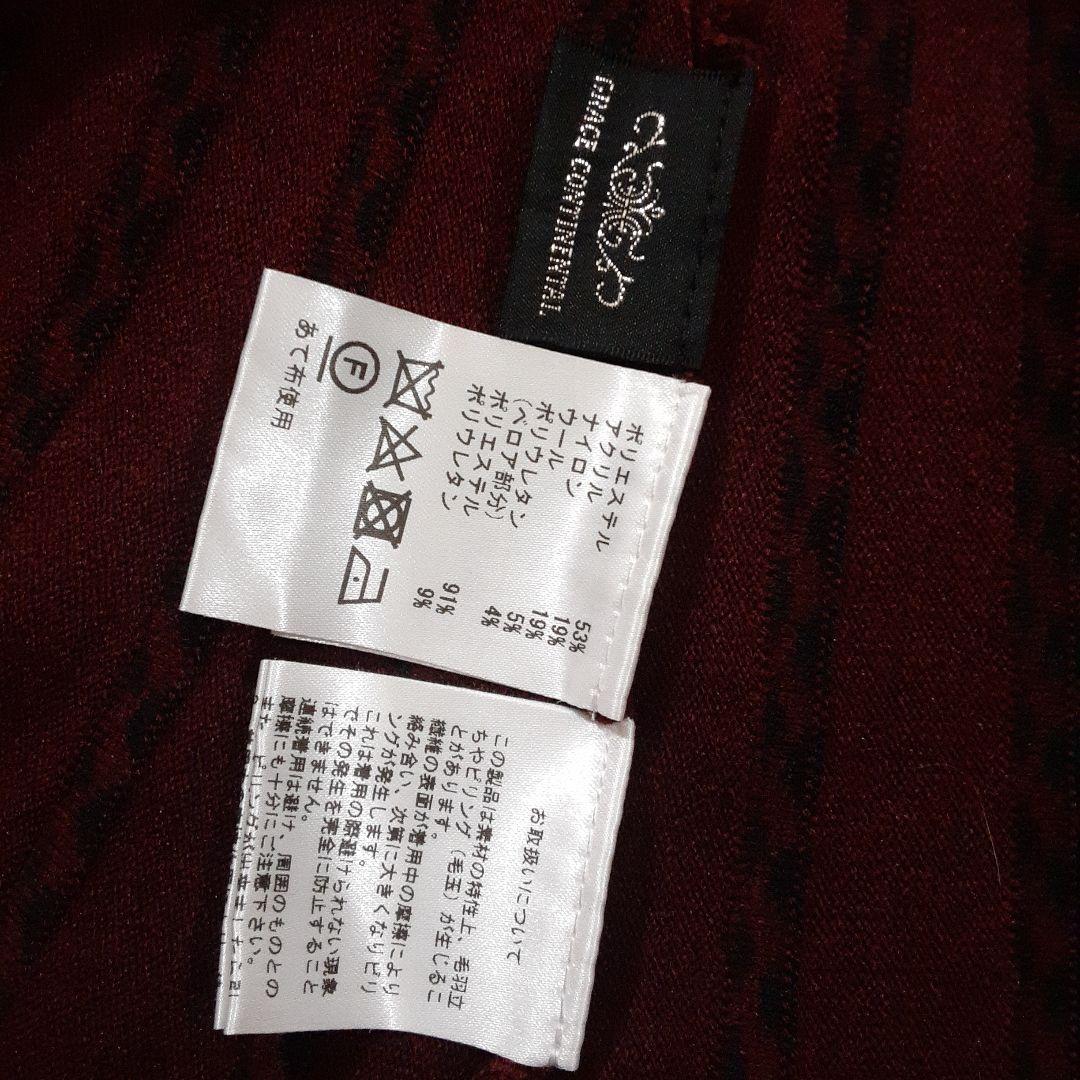 GRACE CONTINENTAL
ポリエステル 53%
アクリル 19%
ナイロン 19%
ウール 5%
ポリウレタン 4%
(ベロア部分)
ポリエステル 91%
ポリウレタン 9%
F
あて布使用
お取扱いについて
この製品は素材の特性上、毛羽立
ちやピリング(毛玉)が生じるこ
とがあります。
繊維の表面が着用中の摩擦により
絡み合い、次第に大きくなりピリ
ングが発生します。
これは着用の際避けられない現象
でその発生を完全に防止すること
はできません。
連続着用は避け、周囲のものとの
摩擦にも十分にご注意下さい。